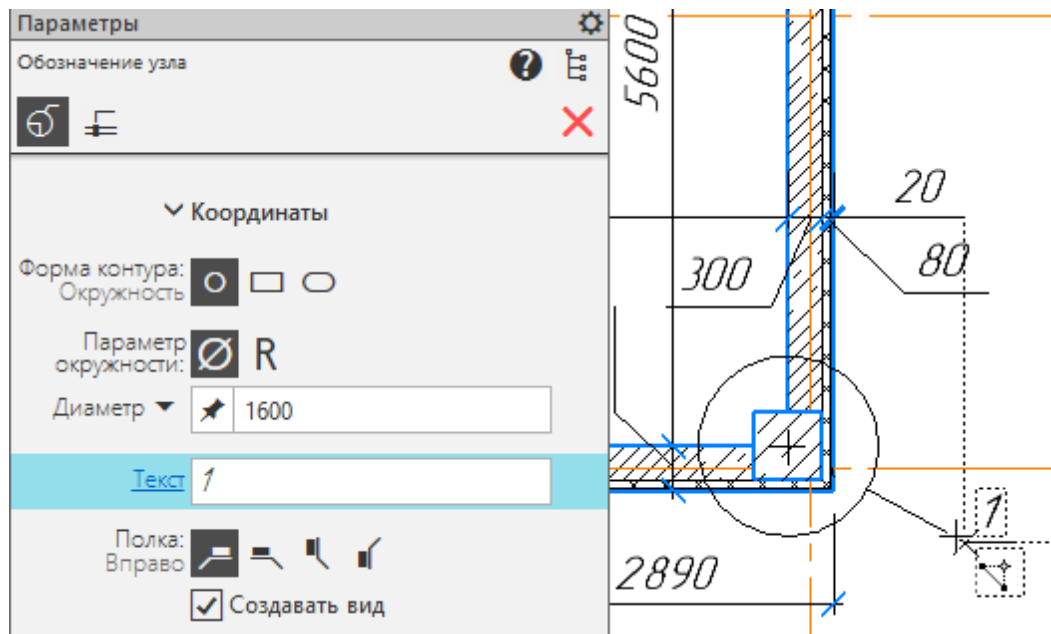 Параметры
Обозначение узла
Координаты
Форма контура:
Окружность
Параметр
окружности:
R
Диаметр
1600
Текст
1
Полка:
Вправо
Создавать вид
5600
20
300
80
1
2890